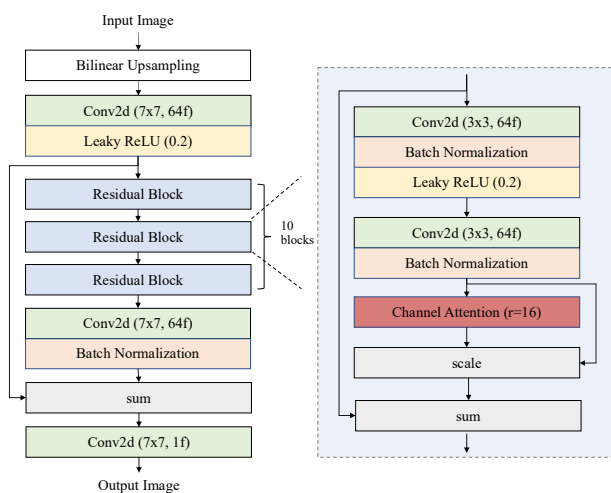 Input Image
Bilinear Upsampling
Conv2d (7x7, 64f)
Leaky ReLU (0.2)
Residual Block
Residual Block
Residual Block
10
blocks
Conv2d (7x7, 64f)
Batch Normalization
sum
Conv2d (7x7, 1f)
Output Image
Conv2d (3x3, 64f)
Batch Normalization
Leaky ReLU (0.2)
Conv2d (3x3, 64f)
Batch Normalization
Channel Attention (r=16)
scale
sum